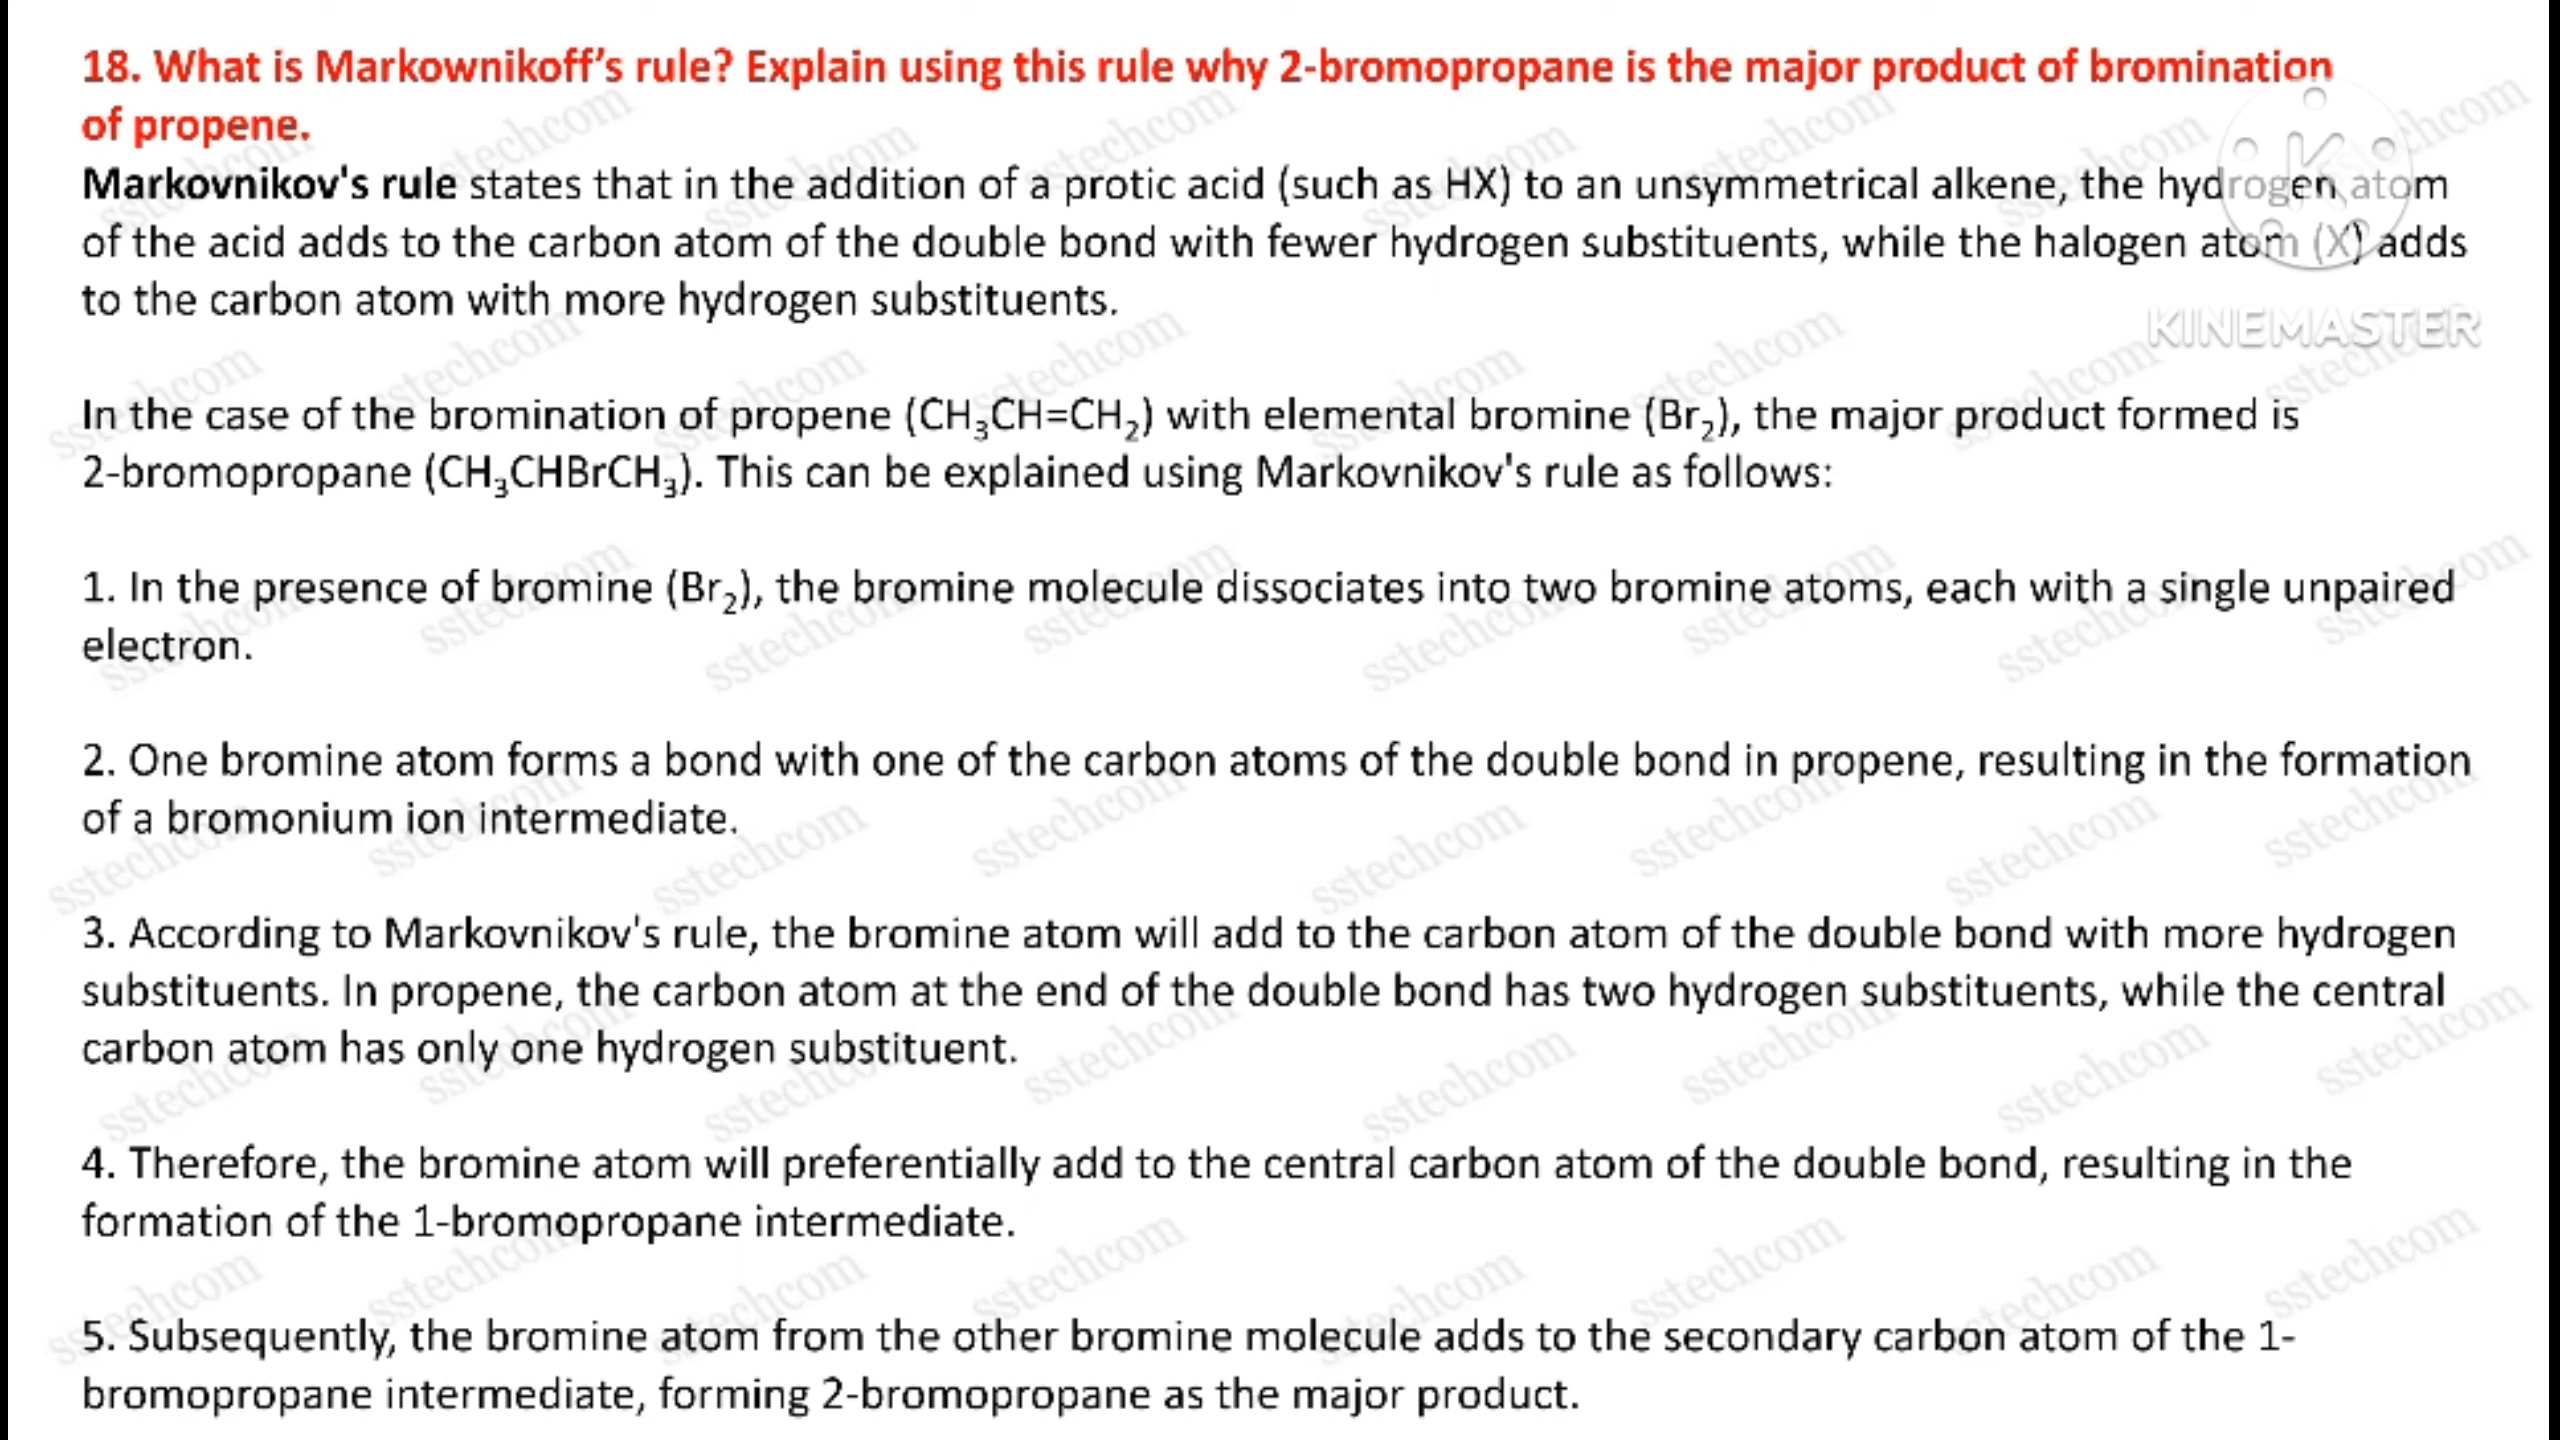 18. What is Markownikoff’s rule? Explain using this rule why 2-bromopropane is the major product of bromination
of propene.
Markovnikov's rule states that in the addition of a protic acid (such as HX) to an unsymmetrical alkene, the hydrogen atom
of the acid adds to the carbon atom of the double bond with fewer hydrogen substituents, while the halogen atom (X) adds
to the carbon atom with more hydrogen substituents.
KINEMASTER
In the case of the bromination of propene (CH₃CH=CH₂) with elemental bromine (Br₂), the major product formed is
2-bromopropane (CH₃CHBrCH₃). This can be explained using Markovnikov's rule as follows:
1. In the presence of bromine (Br₂), the bromine molecule dissociates into two bromine atoms, each with a single unpaired
electron.
2. One bromine atom forms a bond with one of the carbon atoms of the double bond in propene, resulting in the formation
of a bromonium ion intermediate.
3. According to Markovnikov's rule, the bromine atom will add to the carbon atom of the double bond with more hydrogen
substituents. In propene, the carbon atom at the end of the double bond has two hydrogen substituents, while the central
carbon atom has only one hydrogen substituent.
4. Therefore, the bromine atom will preferentially add to the central carbon atom of the double bond, resulting in the
formation of the 1-bromopropane intermediate.
5. Subsequently, the bromine atom from the other bromine molecule adds to the secondary carbon atom of the 1-
bromopropane intermediate, forming 2-bromopropane as the major product.
sstechcom